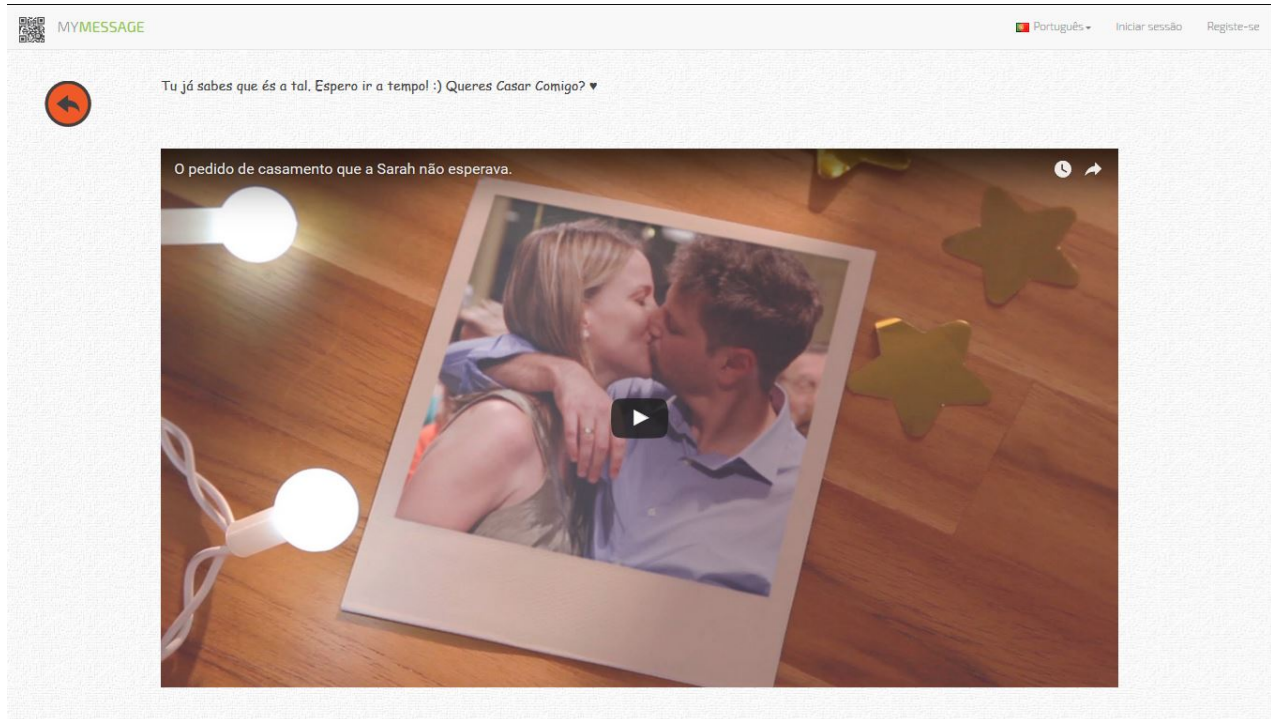 MYMESSAGE
Português
Iniciar sessão
Registe-se
Tu já sabes que és a tal, Espero ir a tempo! :) Queres Casar Comigo? ♥
O pedido de casamento que a Sarah não esperava.